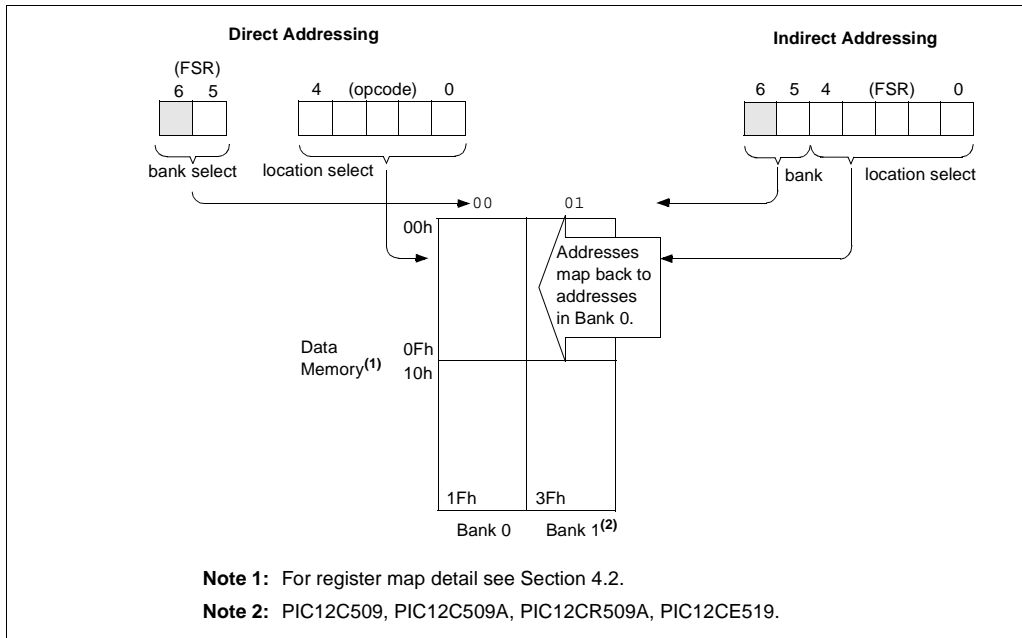 Direct Addressing
Indirect Addressing
(FSR)
6 5
4 (opcode) 0
6 5 4 (FSR) 0
bank select
location select
bank
location select
00 01
00h
Addresses
map back to
addresses
in Bank 0.
Data
Memory(1)
0Fh
10h
1Fh
3Fh
Bank 0
Bank 1(2)
Note 1: For register map detail see Section 4.2.
Note 2: PIC12C509, PIC12C509A, PIC12CR509A, PIC12CE519.